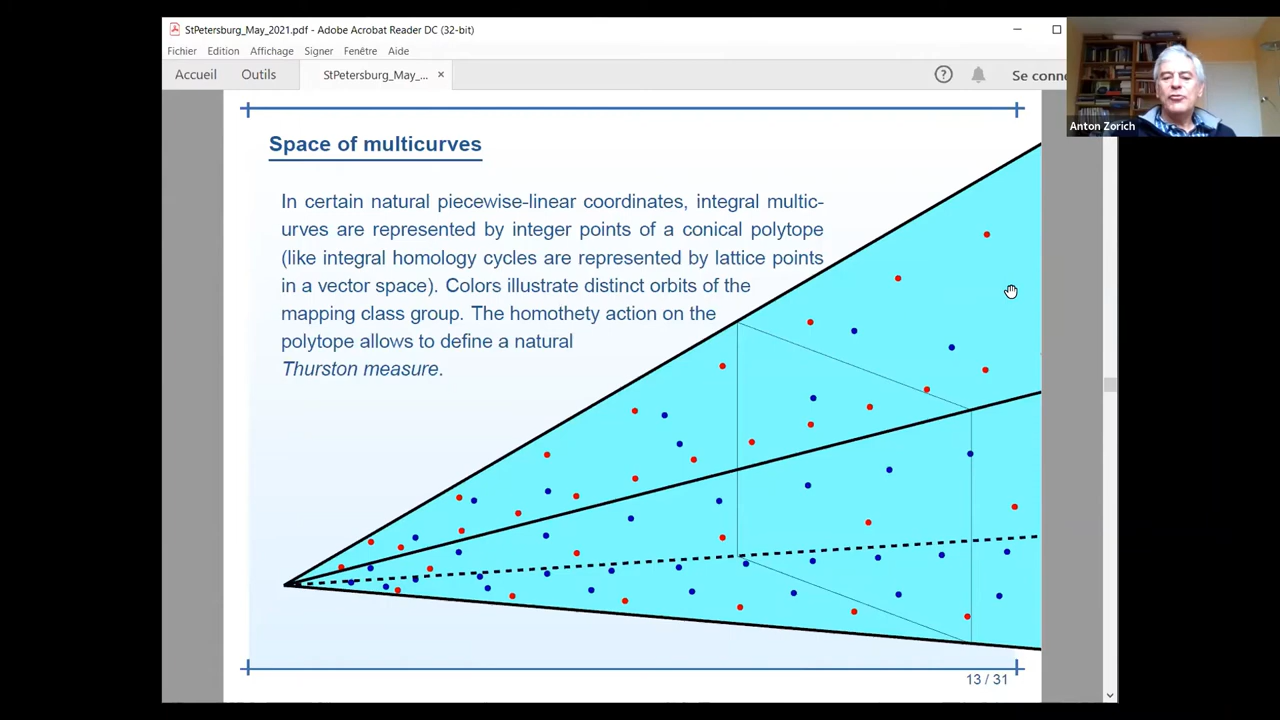 StPetersburg_May_2021.pdf - Adobe Acrobat Reader DC (32-bit)
Fichier Edition Affichage Signer Fenêtre Aide
Accueil Outils StPetersburg_May_... × ? Se conn
Anton Zorich
Space of multicurves
In certain natural piecewise-linear coordinates, integral multic-
urves are represented by integer points of a conical polytope
(like integral homology cycles are represented by lattice points
in a vector space). Colors illustrate distinct orbits of the
mapping class group. The homothety action on the
polytope allows to define a natural
Thurston measure.
13 / 31